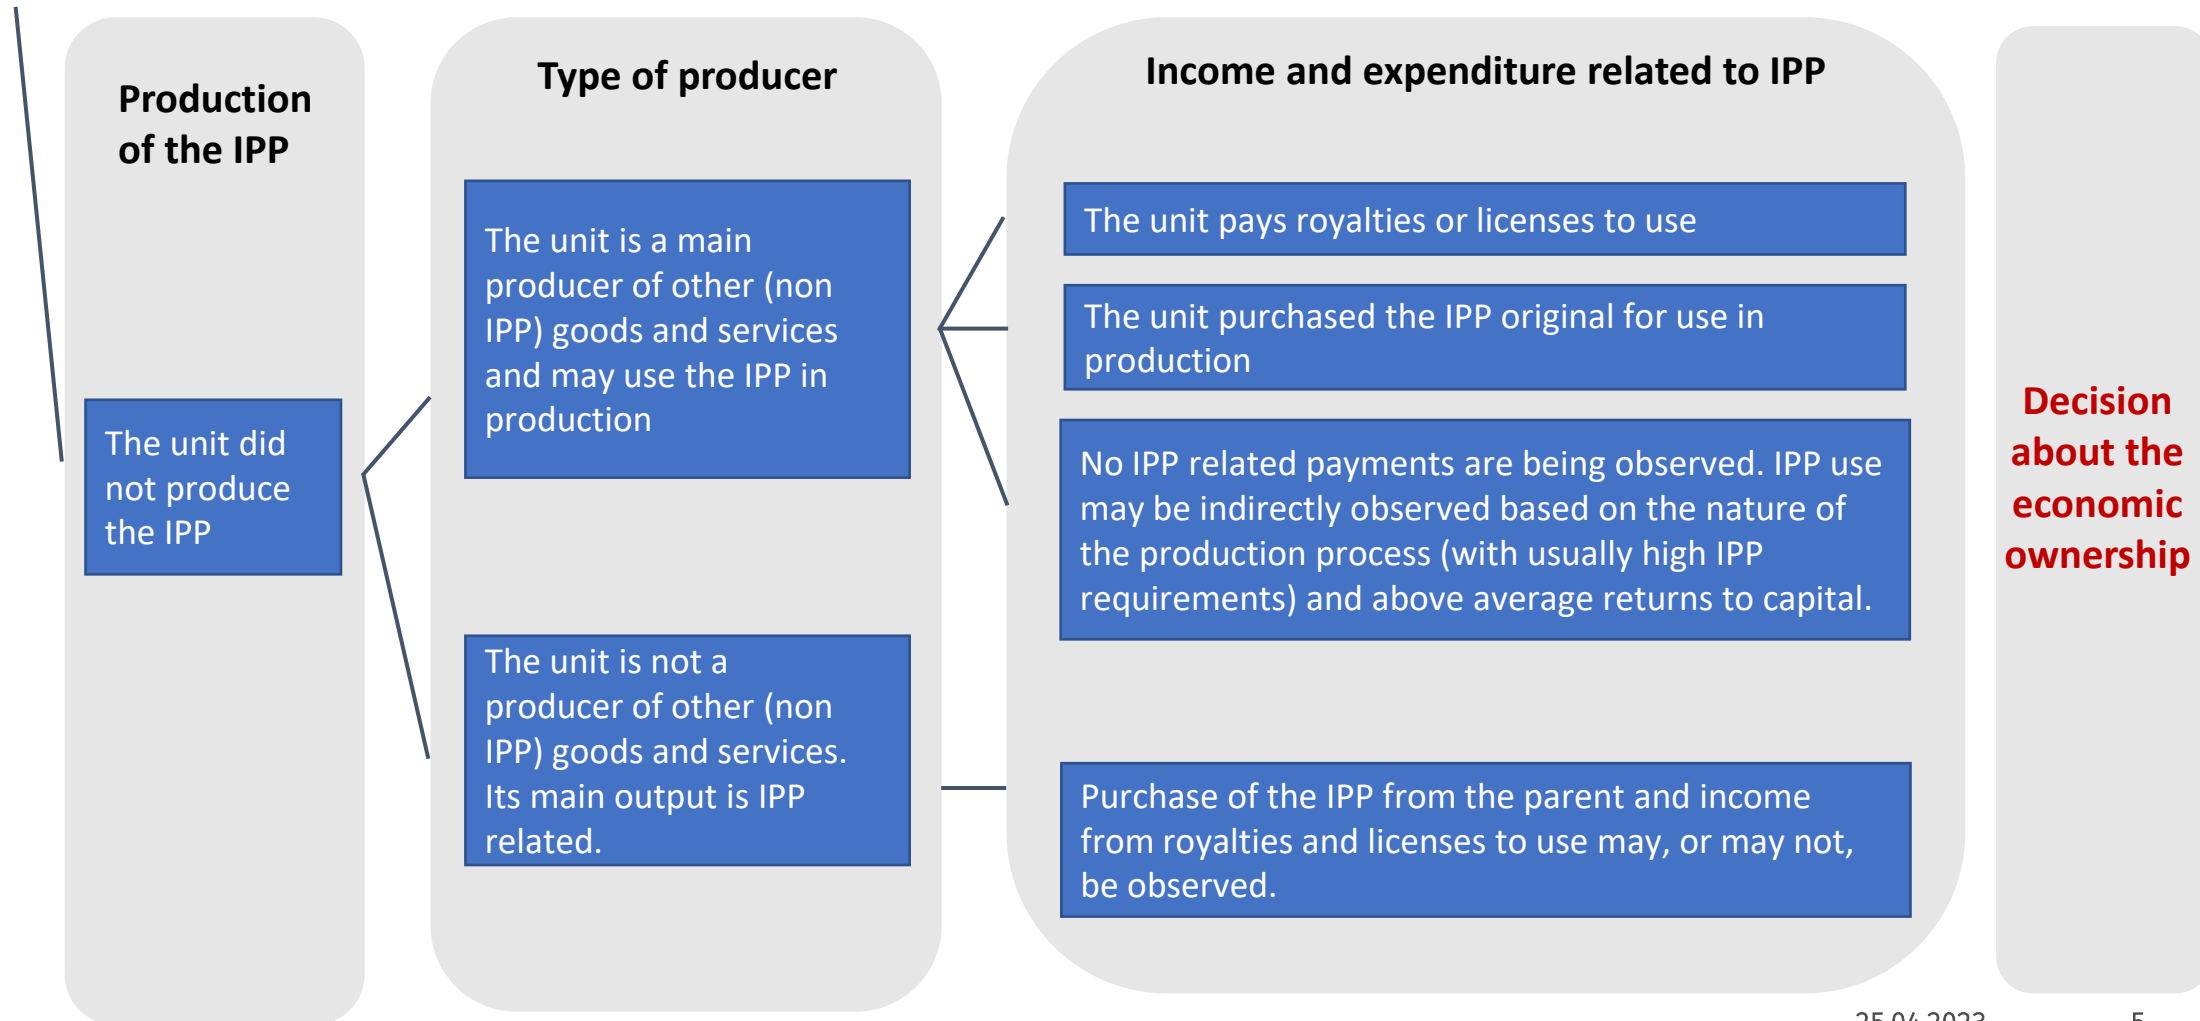 Production
of the IPP
The unit did
not produce
the IPP
Type of producer
The unit is a main
producer of other (non
IPP) goods and services
and may use the IPP in
production
The unit is not a
producer of other (non
IPP) goods and services.
Its main output is IPP
related.
Income and expenditure related to IPP
The unit pays royalties or licenses to use
The unit purchased the IPP original for use in
production
No IPP related payments are being observed. IPP use
may be indirectly observed based on the nature of
the production process (with usually high IPP
requirements) and above average returns to capital.
Purchase of the IPP from the parent and income
from royalties and licenses to use may, or may not,
be observed.
Decision
about the
economic
ownership
25.04.2023
5